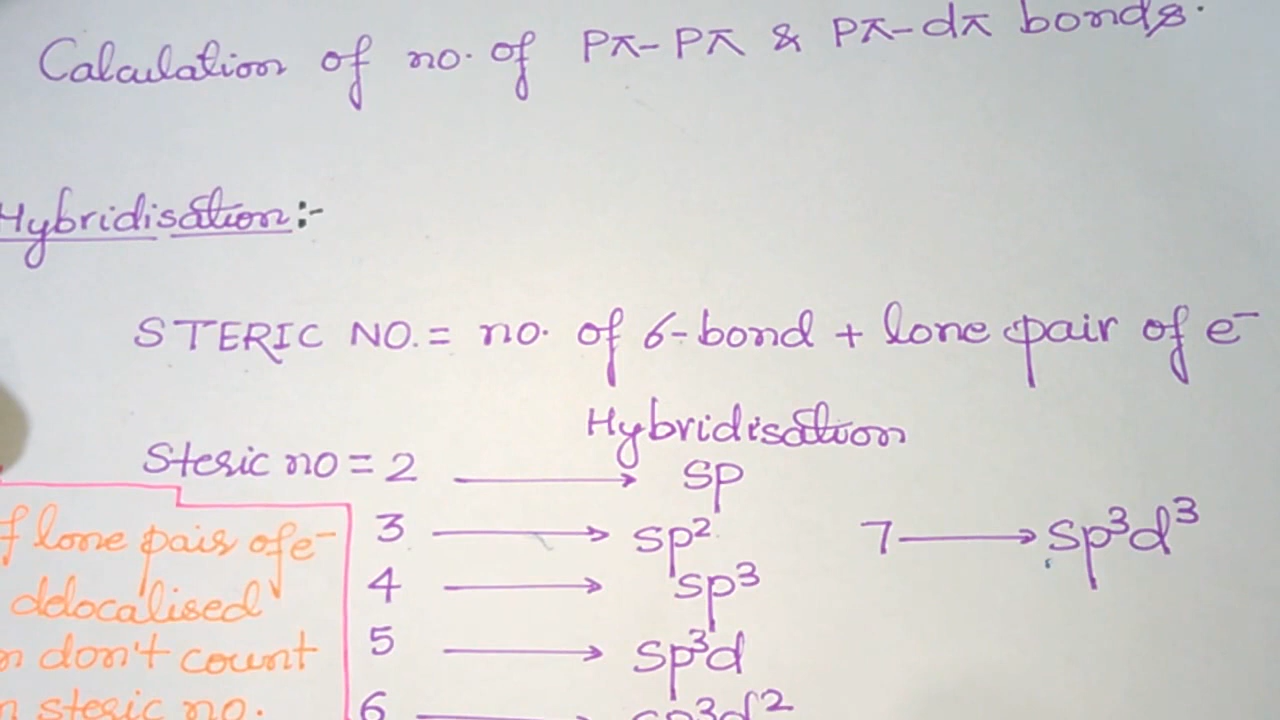 Calculation of no. of Pπ-Pπ & Pπ-dπ bonds.
Hybridisation:-
STERIC NO. = no. of 6-bond + lone pair of e⁻
Hybridisation
Steric no = 2 → SP
3 → SP²
7 → SP³d³
4 → SP³
5 → SP³d
6 → SP³d²
f lone pair of e⁻
delocalised
n don't count
n steric no.